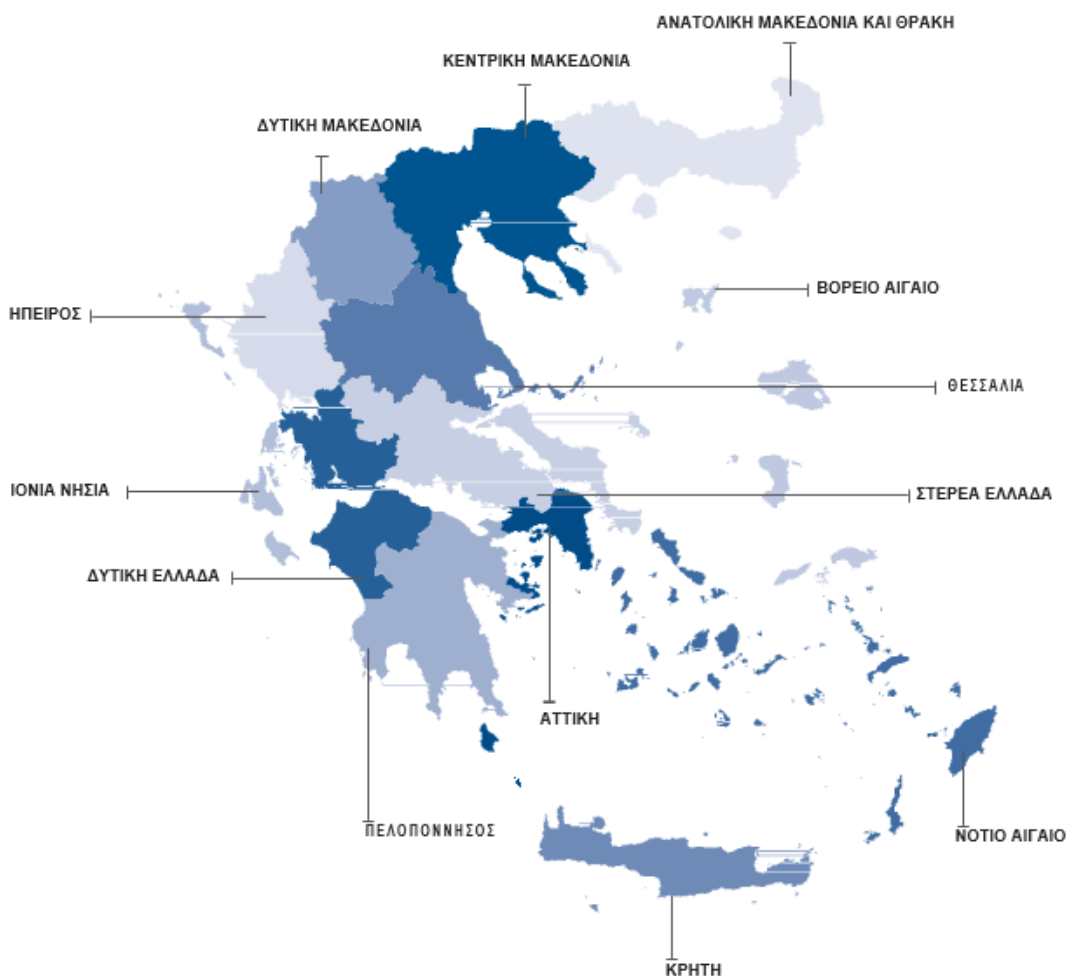 ΑΝΑΤΟΛΙΚΗ ΜΑΚΕΔΟΝΙΑ ΚΑΙ ΘΡΑΚΗ
ΚΕΝΤΡΙΚΗ ΜΑΚΕΔΟΝΙΑ
ΔΥΤΙΚΗ ΜΑΚΕΔΟΝΙΑ
ΒΟΡΕΙΟ ΑΙΓΑΙΟ
ΗΠΕΙΡΟΣ
ΘΕΣΣΑΛΙΑ
ΙΟΝΙΑ ΝΗΣΙΑ
ΣΤΕΡΕΑ ΕΛΛΑΔΑ
ΔΥΤΙΚΗ ΕΛΛΑΔΑ
ΑΤΤΙΚΗ
ΠΕΛΟΠΟΝΝΗΣΟΣ
ΝΟΤΙΟ ΑΙΓΑΙΟ
ΚΡΗΤΗ